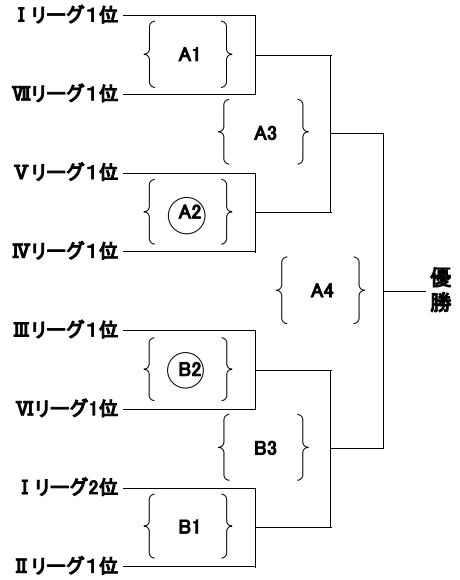 Ⅰリーグ1位
A1
Ⅶリーグ1位
A3
Ⅴリーグ1位
A2
Ⅳリーグ1位
A4
優勝
Ⅲリーグ1位
B2
Ⅵリーグ1位
B3
Ⅰリーグ2位
B1
Ⅱリーグ1位